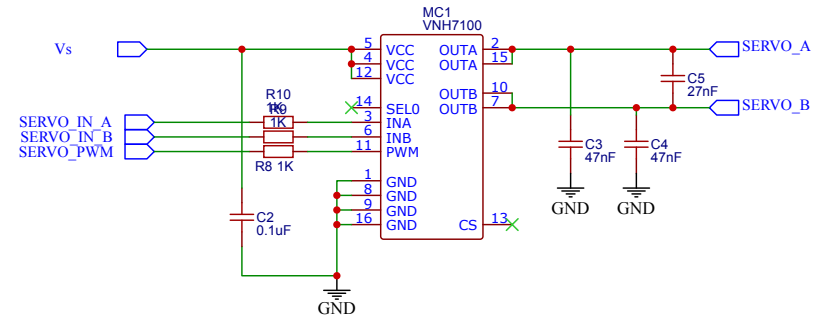 MC1
VNH7100
Vs
5 VCC OUTA 2
4 VCC OUTA 15
12 VCC
OUTB 10
14 SEL0 OUTB 7
3 INA
6 INB
11 PWM
1 GND
8 GND
9 GND
16 GND CS 13
SERVO_A
C5
27nF
SERVO_B
R10
1K
R9
1K
R8 1K
SERVO_IN_A
SERVO_IN_B
SERVO_PWM
C3
47nF
C4
47nF
GND
GND
C2
0.1uF
GND